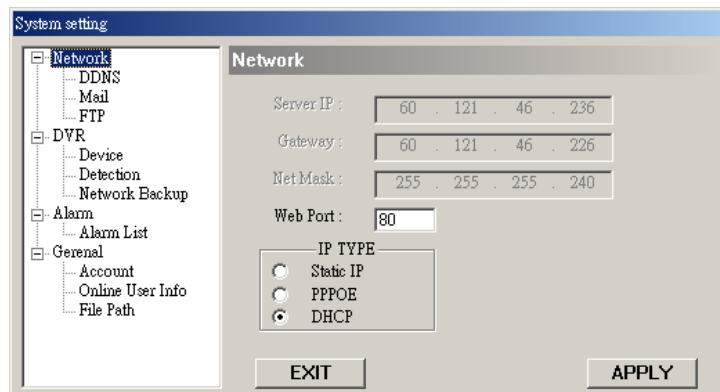 System setting
Network
DDNS
Mail
FTP
DVR
Device
Detection
Network Backup
Alarm
Alarm List
Gerenal
Account
Online User Info
File Path
Network
Server IP : 60 . 121 . 46 . 236
Gateway : 60 . 121 . 46 . 226
Net Mask : 255 . 255 . 255 . 240
Web Port : 80
IP TYPE
Static IP
PPPOE
DHCP
EXIT APPLY